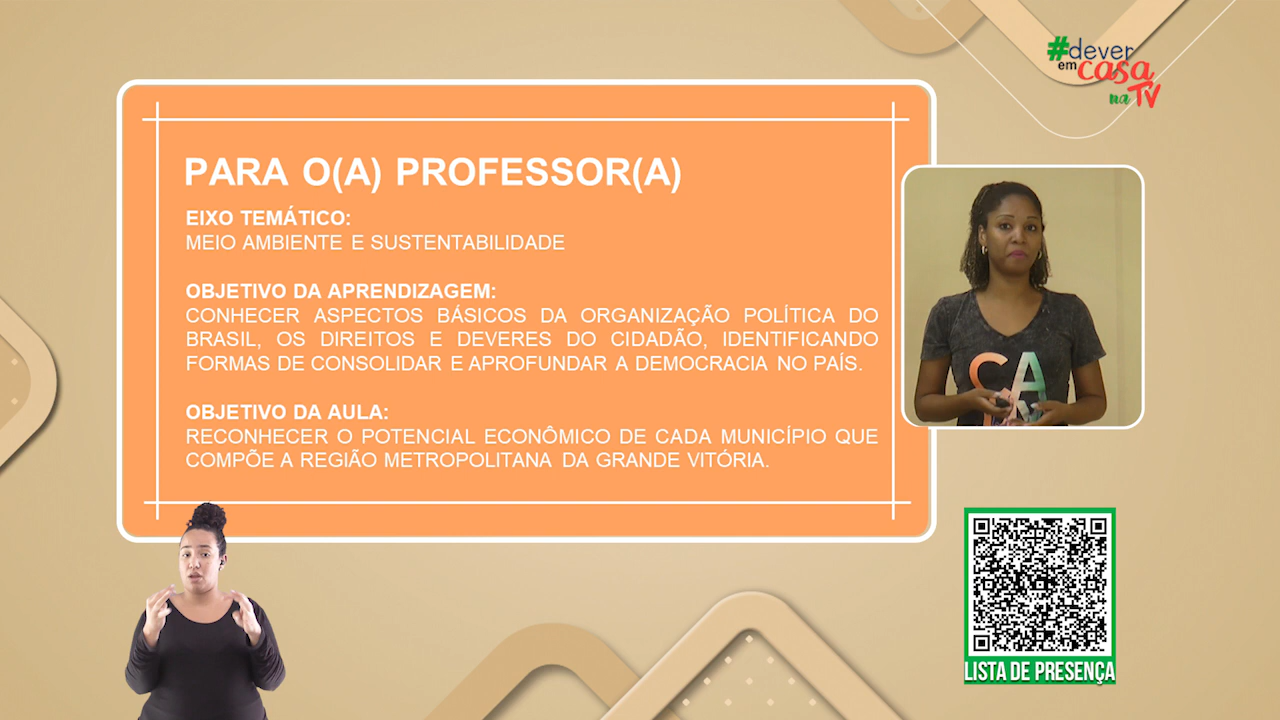 #dever
em casa
na TV
PARA O(A) PROFESSOR(A)
EIXO TEMÁTICO:
MEIO AMBIENTE E SUSTENTABILIDADE
OBJETIVO DA APRENDIZAGEM:
CONHECER ASPECTOS BÁSICOS DA ORGANIZAÇÃO POLÍTICA DO
BRASIL, OS DIREITOS E DEVERES DO CIDADÃO, IDENTIFICANDO
FORMAS DE CONSOLIDAR E APROFUNDAR A DEMOCRACIA NO PAÍS.
OBJETIVO DA AULA:
RECONHECER O POTENCIAL ECONÔMICO DE CADA MUNICÍPIO QUE
COMPÕE A REGIÃO METROPOLITANA DA GRANDE VITÓRIA.
CA
LISTA DE PRESENÇA